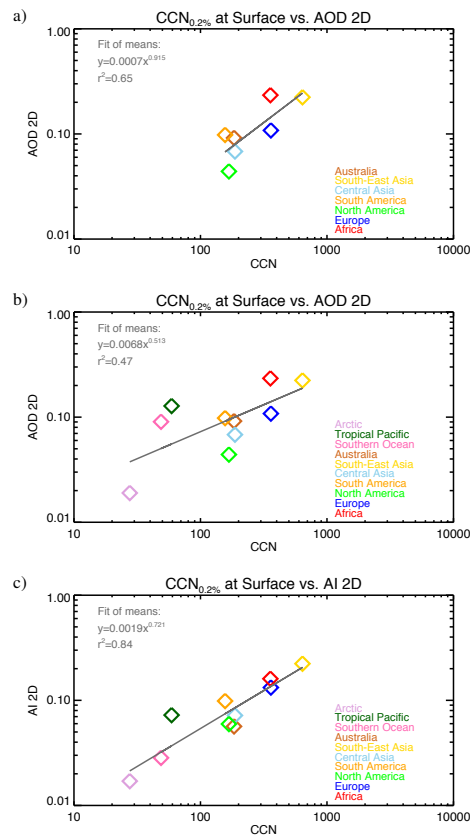 a)
CCN0.2% at Surface vs. AOD 2D
1.00
Fit of means:
y=0.0007x^0.915
r²=0.65
AOD 2D
0.10
Australia
South-East Asia
Central Asia
South America
North America
Europe
Africa
0.01
10 100 1000 10000
CCN
b)
CCN0.2% at Surface vs. AOD 2D
1.00
Fit of means:
y=0.0068x^0.513
r²=0.47
AOD 2D
0.10
Arctic
Tropical Pacific
Southern Ocean
Australia
South-East Asia
Central Asia
South America
North America
Europe
Africa
0.01
10 100 1000 10000
CCN
c)
CCN0.2% at Surface vs. AI 2D
1.00
Fit of means:
y=0.0019x^0.721
r²=0.84
AI 2D
0.10
Arctic
Tropical Pacific
Southern Ocean
Australia
South-East Asia
Central Asia
South America
North America
Europe
Africa
0.01
10 100 1000 10000
CCN